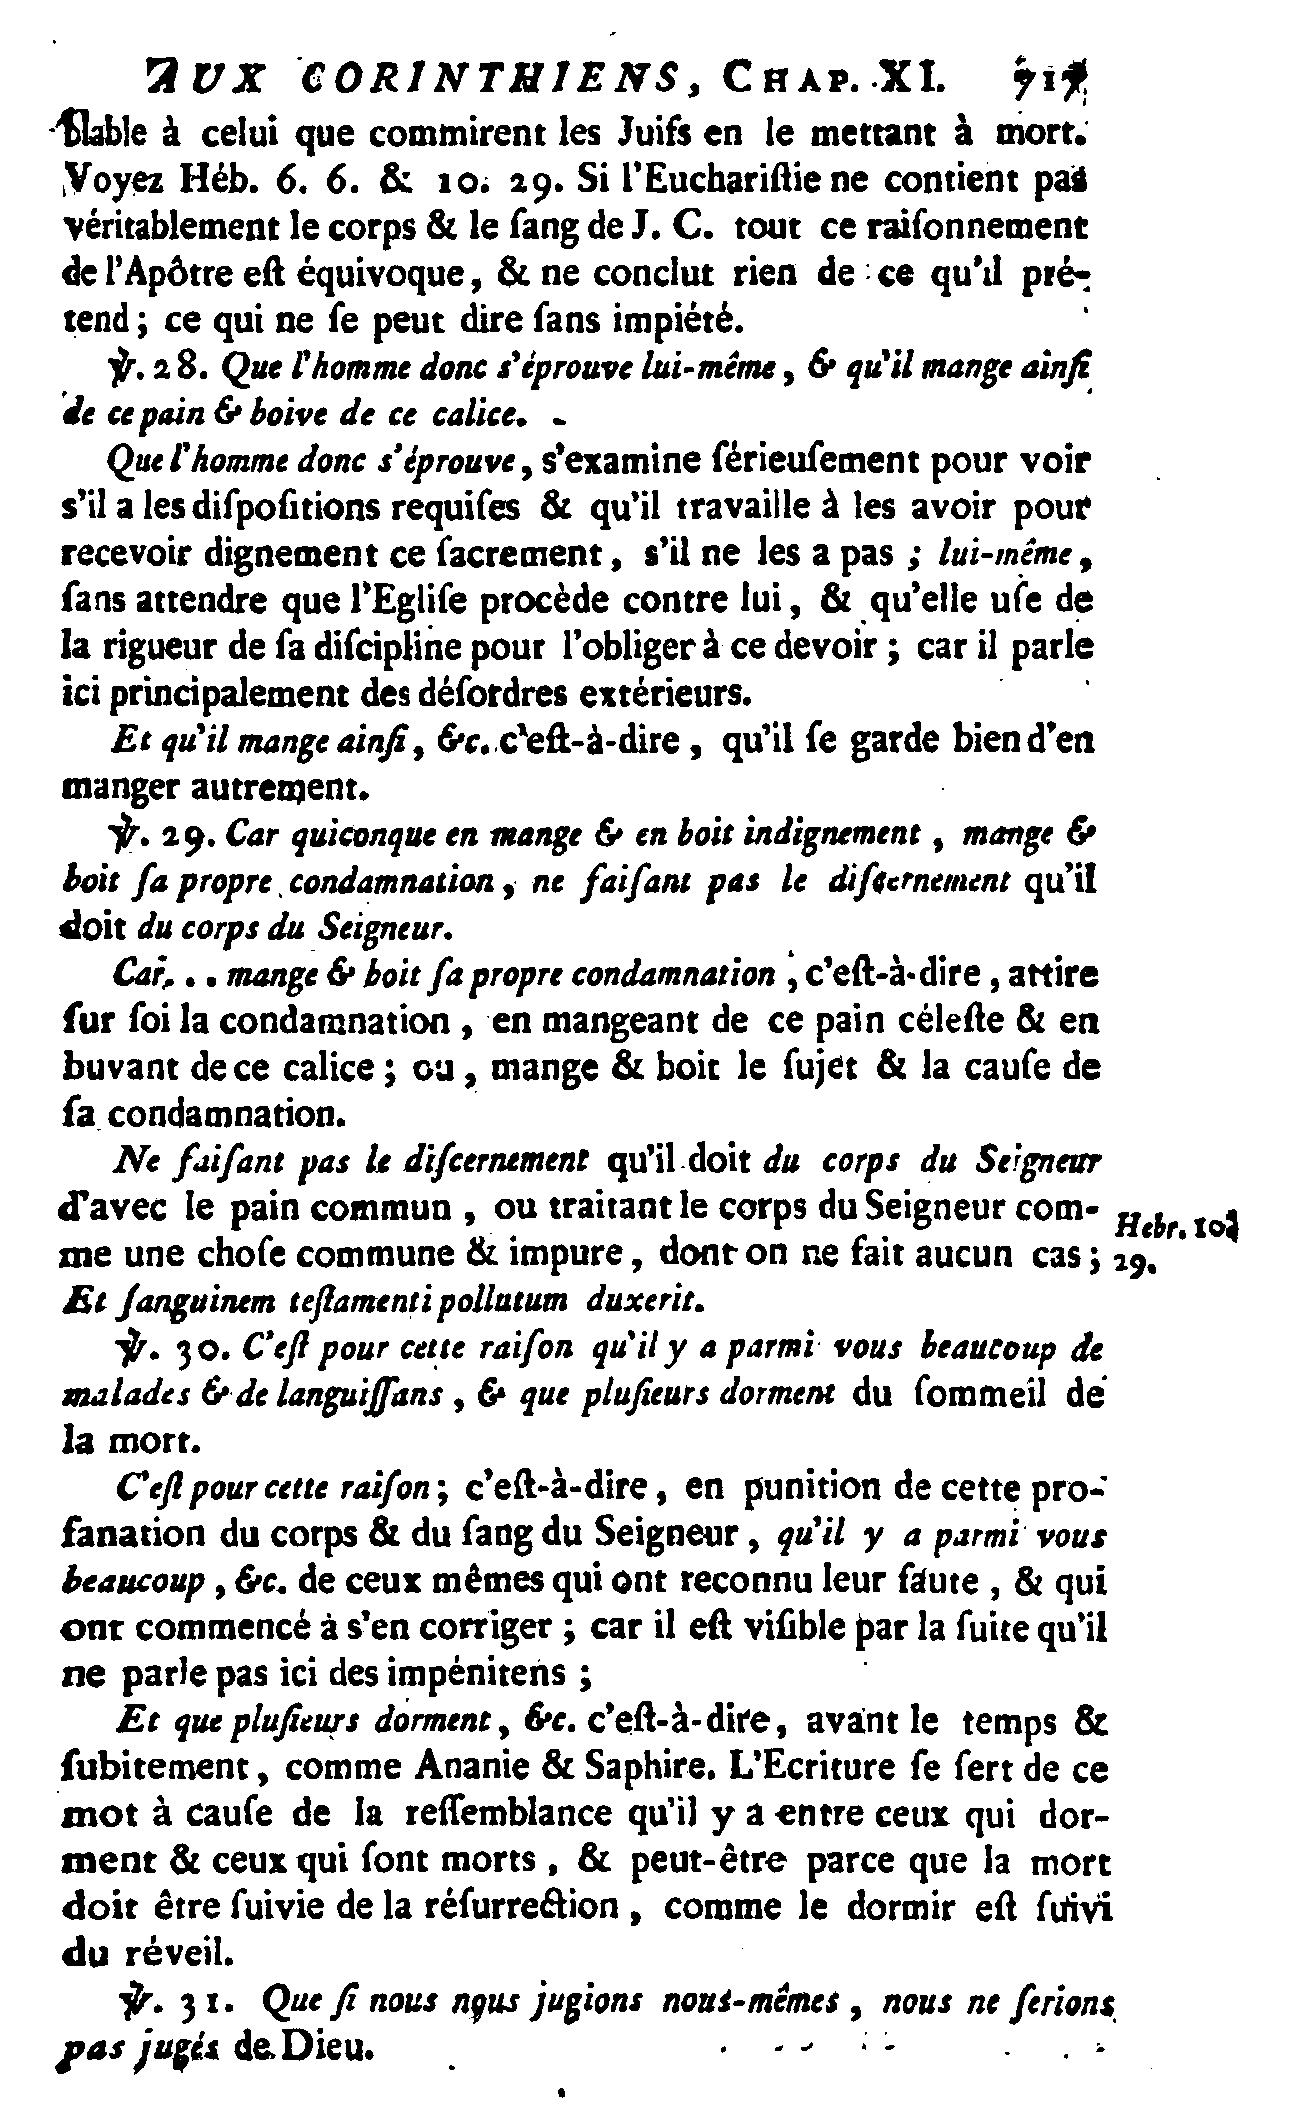 AUX CORINTHIENS, CHAP. XI. 717
blable à celui que commirent les Juifs en le mettant à mort.
Voyez Héb. 6. 6. & 10. 29. Si l'Euchariſtie ne contient pas
véritablement le corps & le ſang de J. C. tout ce raiſonnement
de l'Apôtre eſt équivoque, & ne conclut rien de ce qu'il pré-
tend ; ce qui ne ſe peut dire ſans impiété.
℣. 28. Que l'homme donc s'éprouve lui-même, & qu'il mange ainſi
de ce pain & boive de ce calice.
Que l'homme donc s'éprouve, s'examine ſérieuſement pour voir
s'il a les diſpoſitions requiſes & qu'il travaille à les avoir pour
recevoir dignement ce ſacrement, s'il ne les a pas ; lui-même,
ſans attendre que l'Egliſe procède contre lui, & qu'elle uſe de
la rigueur de ſa diſcipline pour l'obliger à ce devoir ; car il parle
ici principalement des déſordres extérieurs.
Et qu'il mange ainſi, &c. c'eſt-à-dire, qu'il ſe garde bien d'en
manger autrement.
℣. 29. Car quiconque en mange & en boit indignement, mange &
boit ſa propre condamnation, ne faiſant pas le diſcernement qu'il
doit du corps du Seigneur.
Car... mange & boit ſa propre condamnation, c'eſt-à-dire, attire
ſur ſoi la condamnation, en mangeant de ce pain céleſte & en
buvant de ce calice ; ou, mange & boit le ſujet & la cauſe de
ſa condamnation.
Ne faiſant pas le diſcernement qu'il doit du corps du Seigneur
d'avec le pain commun, ou traitant le corps du Seigneur com-
me une choſe commune & impure, dont on ne fait aucun cas ;
Hebr. 10.
29.
Et ſanguinem teſtamenti pollutum duxerit.
℣. 30. C'eſt pour cette raiſon qu'il y a parmi vous beaucoup de
malades & de languiſſans, & que pluſieurs dorment du ſommeil de
la mort.
C'eſt pour cette raiſon ; c'eſt-à-dire, en punition de cette pro-
fanation du corps & du ſang du Seigneur, qu'il y a parmi vous
beaucoup, &c. de ceux mêmes qui ont reconnu leur faute, & qui
ont commencé à s'en corriger ; car il eſt viſible par la ſuite qu'il
ne parle pas ici des impénitens ;
Et que pluſieurs dorment, &c. c'eſt-à-dire, avant le temps &
ſubitement, comme Ananie & Saphire. L'Ecriture ſe ſert de ce
mot à cauſe de la reſſemblance qu'il y a entre ceux qui dor-
ment & ceux qui ſont morts, & peut-être parce que la mort
doit être ſuivie de la réſurrection, comme le dormir eſt ſuivi
du réveil.
℣. 31. Que ſi nous nous jugions nous-mêmes, nous ne ſerions
pas jugés de Dieu.